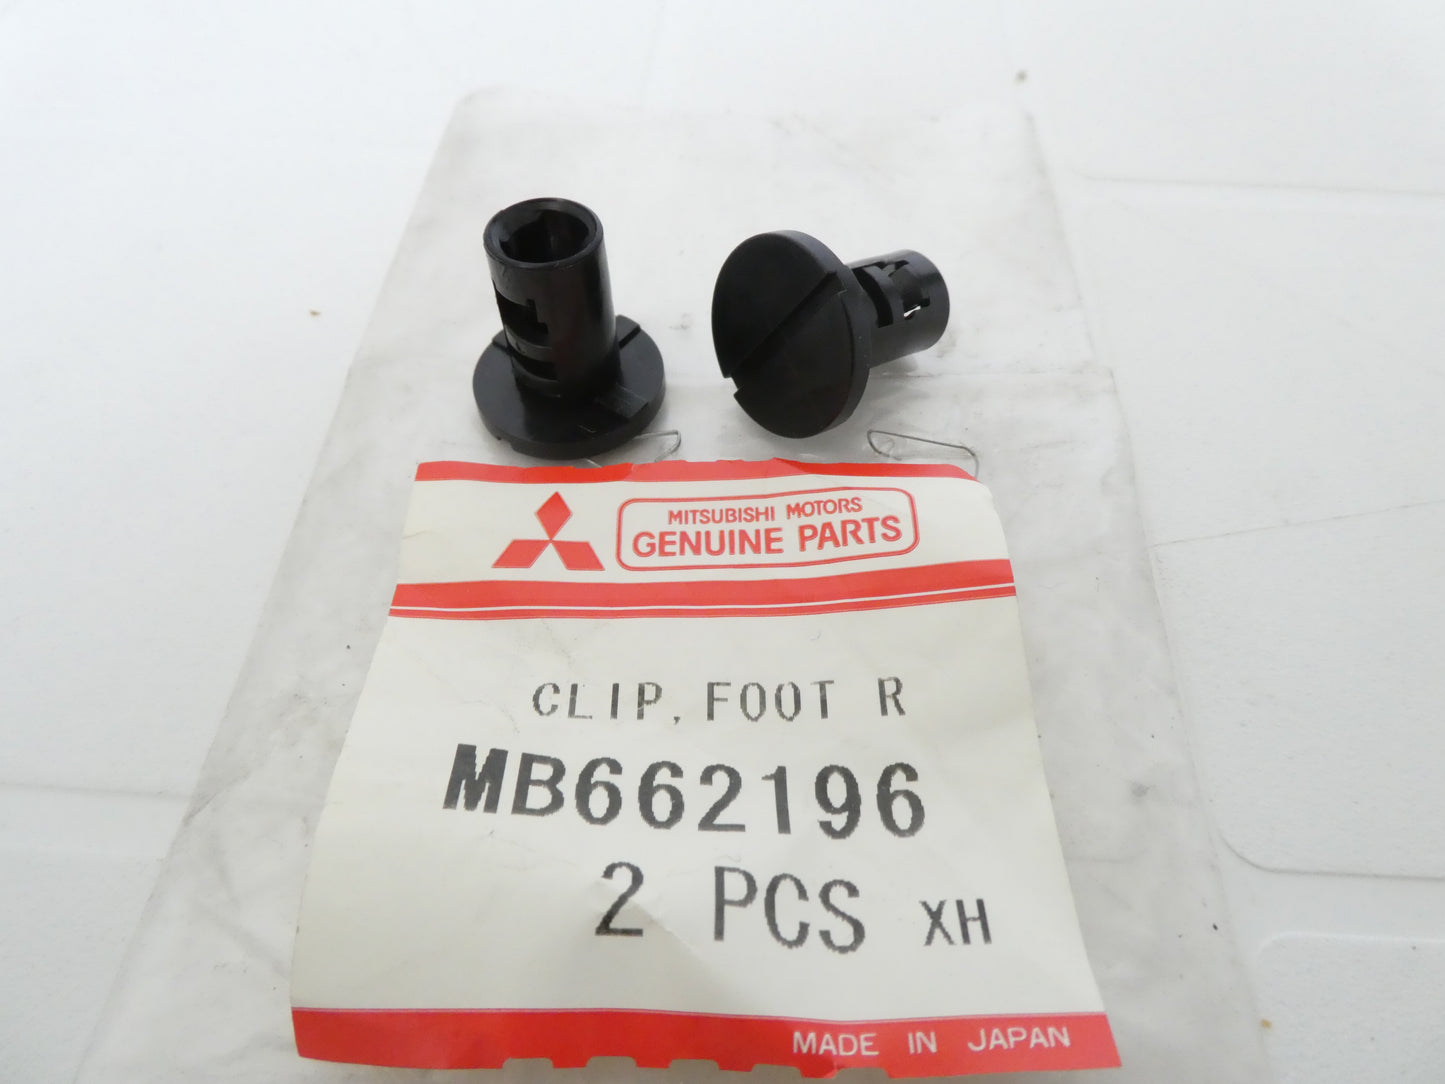 MITSUBISHI MOTORS
GENUINE PARTS
CLIP, FOOT R
MB662196
2 PCS XH
MADE IN JAPAN